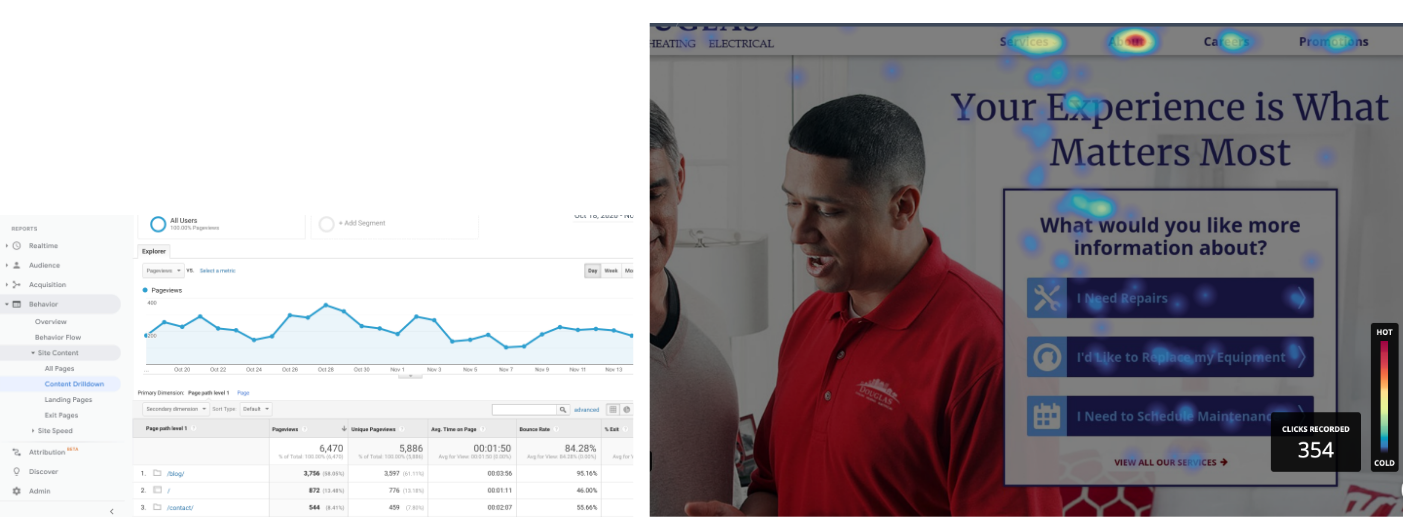 REPORTS
Realtime
Audience
Acquisition
Behavior
Overview
Behavior Flow
Site Content
All Pages
Content Drilldown
Landing Pages
Exit Pages
Site Speed
Attribution BETA
Discover
Admin
All Users
100.00% Pageviews
+ Add Segment
Explorer
Pageviews VS. Select a metric
Day Week Mo
Pageviews
400
200
... Oct 20 Oct 22 Oct 24 Oct 26 Oct 28 Oct 30 Nov 1 Nov 3 Nov 5 Nov 7 Nov 9 Nov 11 Nov 13
Primary Dimension: Page path level 1 Page
Secondary dimension Sort Type: Default advanced
Page path level 1 Pageviews Unique Pageviews Avg. Time on Page Bounce Rate % Exit
6,470 5,886 00:01:50 84.28%
% of Total: 100.00% (6,470) % of Total: 100.00% (5,886) Avg for View: 00:01:50 (0.00%) Avg for View: 84.28% (0.00%) Avg for V
1. /blog/ 3,756 (58.05%) 3,597 (61.11%) 00:03:56 95.16%
2. / 872 (13.48%) 776 (13.18%) 00:01:11 46.00%
3. /contact/ 544 (8.41%) 459 (7.80%) 00:02:07 55.66%
HEATING ELECTRICAL
Services About Careers Promotions
Your Experience is What
Matters Most
What would you like more
information about?
I Need Repairs
I'd Like to Replace my Equipment
I Need to Schedule Maintenanc
VIEW ALL OUR SERVICES
DOUGLAS
CLICKS RECORDED
354
HOT
COLD